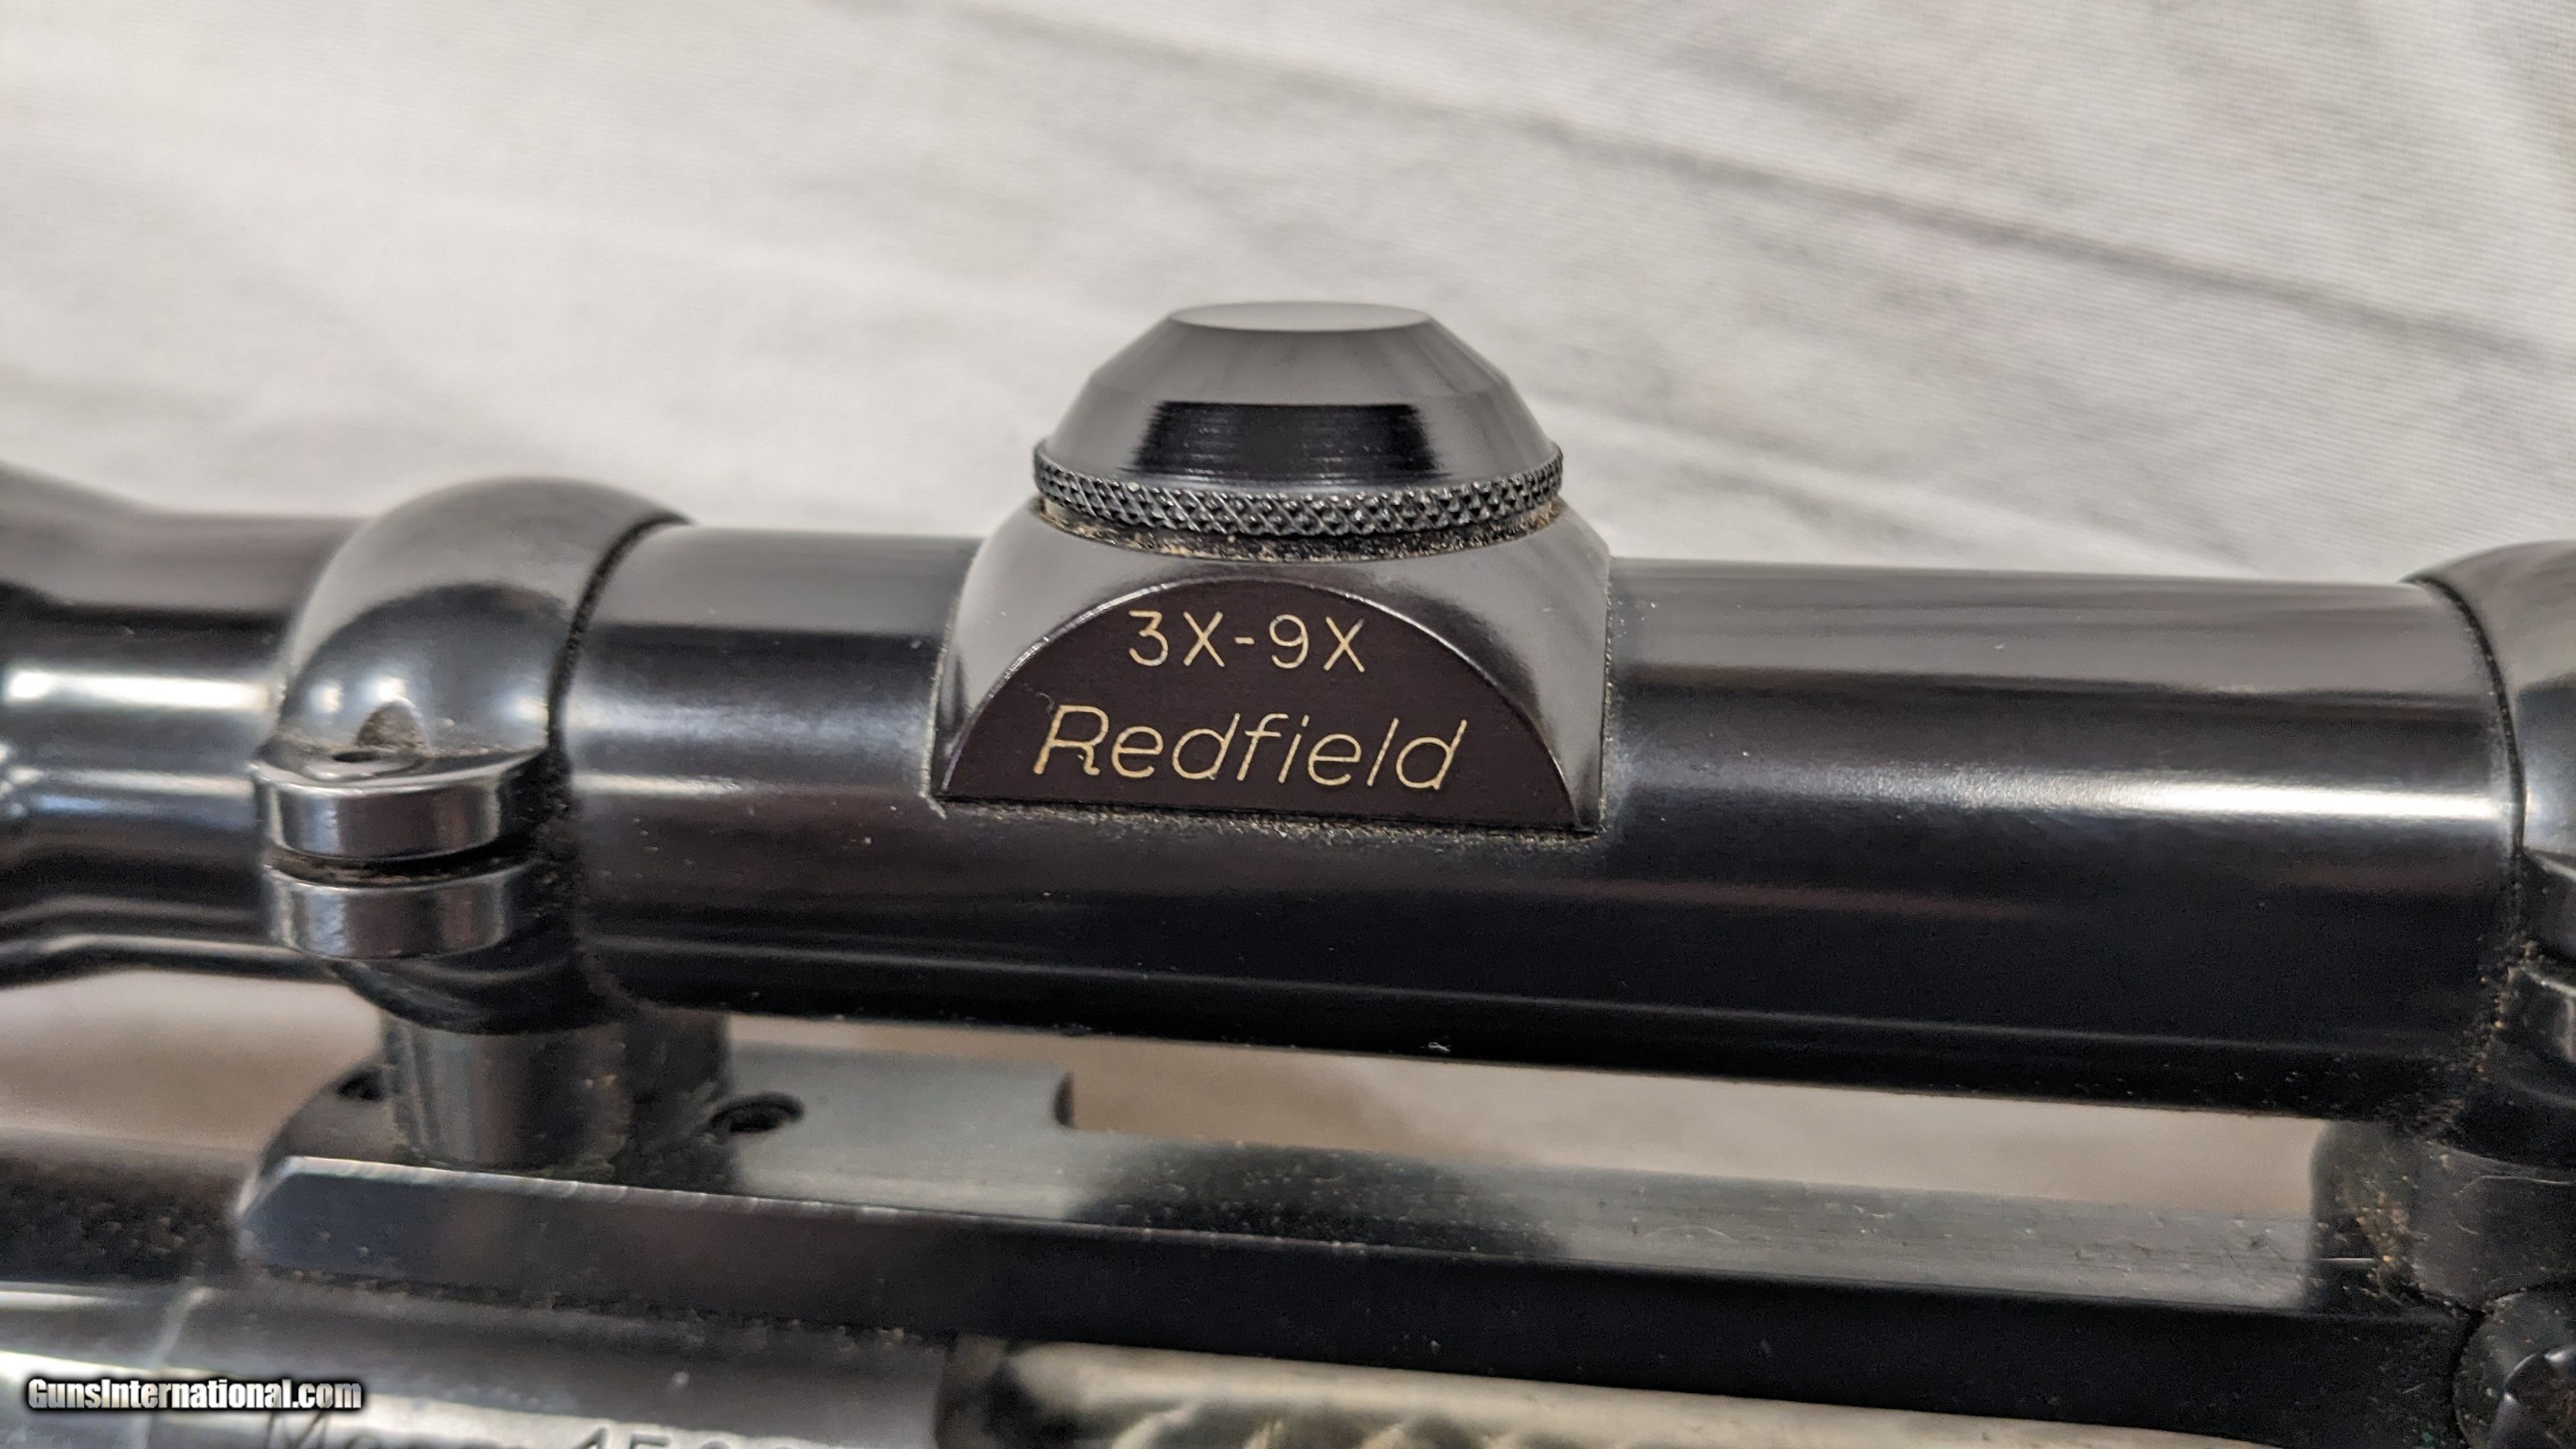 3X-9X
Redfield
GunsInternational.com